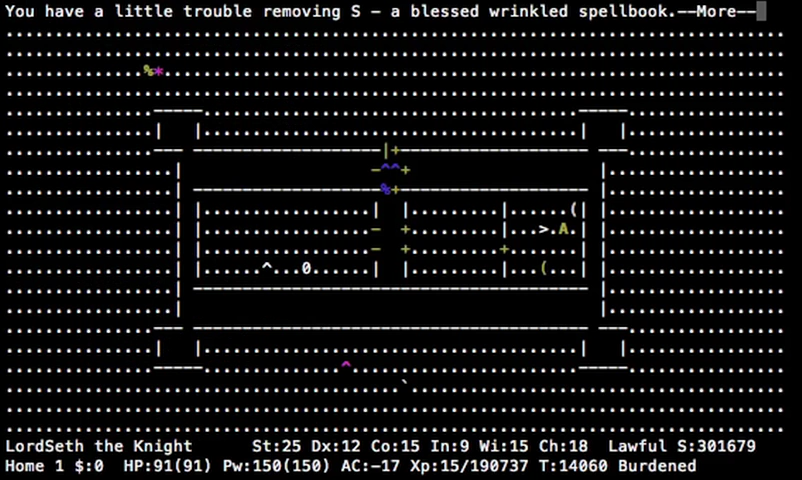 You have a little trouble removing S - a blessed wrinkled spellbook.--More--
LordSeth the Knight St:25 Dx:12 Co:15 In:9 Wi:15 Ch:18 Lawful S:301679
Home 1 $:0 HP:91(91) Pw:150(150) AC:-17 Xp:15/190737 T:14060 Burdened